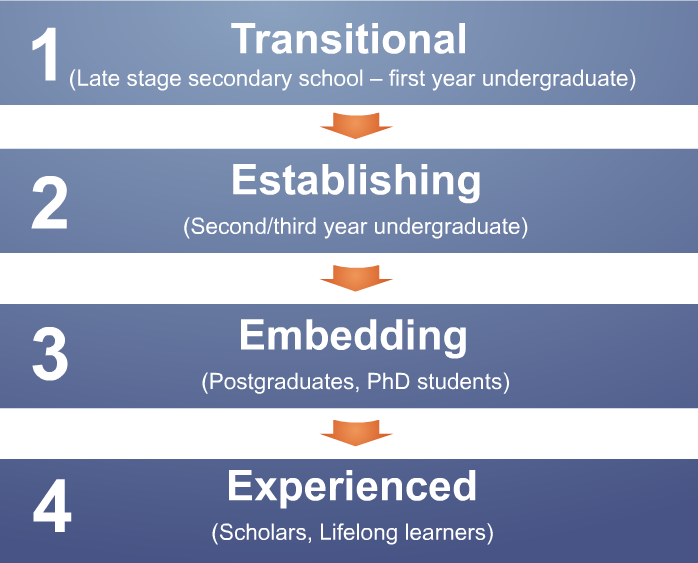 1
Transitional
(Late stage secondary school – first year undergraduate)
2
Establishing
(Second/third year undergraduate)
3
Embedding
(Postgraduates, PhD students)
4
Experienced
(Scholars, Lifelong learners)